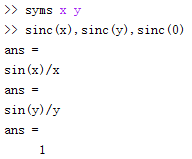 >> syms x y
>> sinc(x),sinc(y),sinc(0)
ans =
sin(x)/x
ans =
sin(y)/y
ans =
1